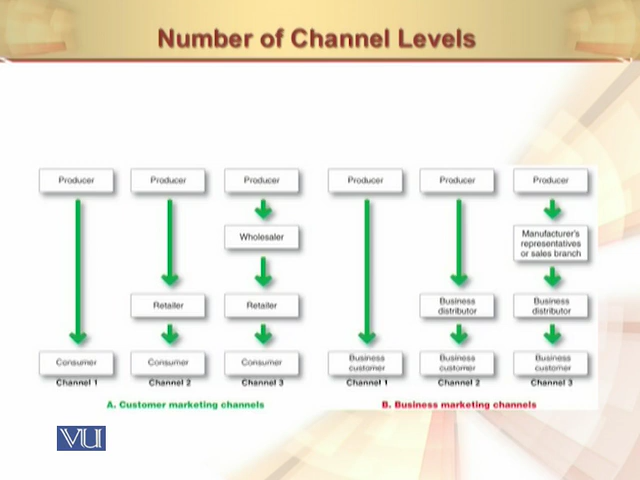 Number of Channel Levels
Producer
Producer
Producer
Producer
Producer
Producer
Wholesaler
Manufacturer's
representatives
or sales branch
Retailer
Retailer
Business
distributor
Business
distributor
Consumer
Consumer
Consumer
Business
customer
Business
customer
Business
customer
Channel 1
Channel 2
Channel 3
Channel 1
Channel 2
Channel 3
A. Customer marketing channels
B. Business marketing channels
VU